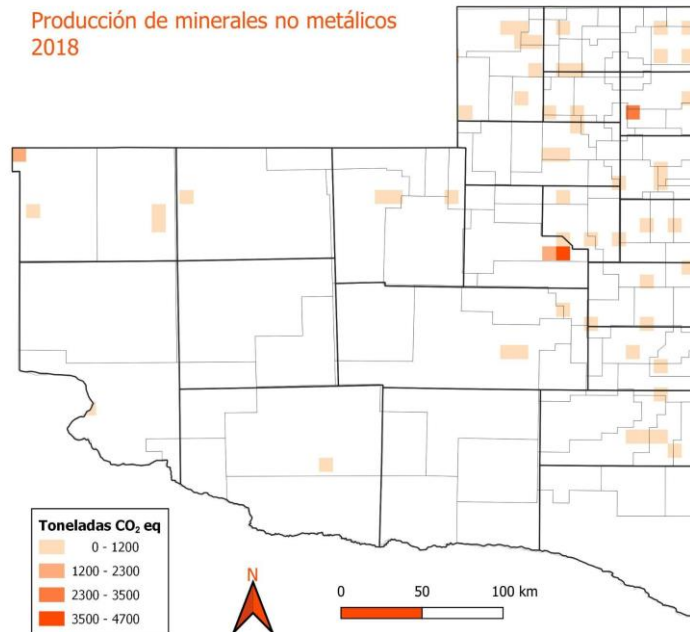 Producción de minerales no metálicos
2018
Toneladas CO₂ eq
0 - 1200
1200 - 2300
2300 - 3500
3500 - 4700
N
0 50 100 km